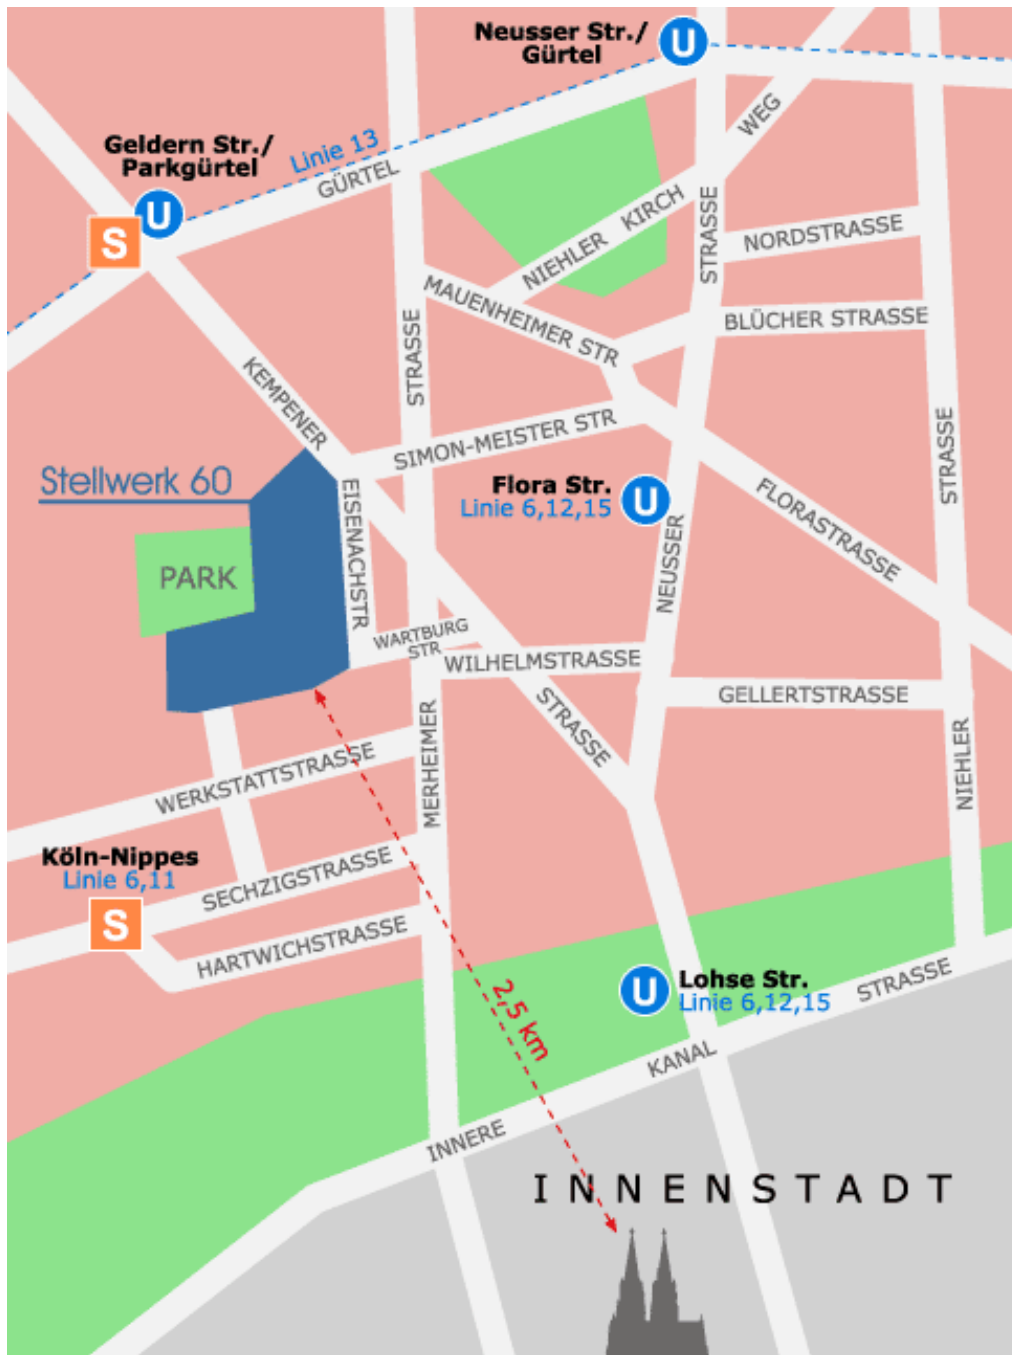 Neusser Str./
Gürtel
U
Geldern Str./
Parkgürtel
Linie 13
GÜRTEL
U
S
WEG
KIRCH
NIEHLER
STRASSE
NORDSTRASSE
MAUENHEIMER STR
BLÜCHER STRASSE
STRASSE
KEMPENER
SIMON-MEISTER STR
STRASSE
Stellwerk 60
Flora Str.
Linie 6,12,15
U
EISENACHSTR
FLORASTRASSE
NEUSSER
PARK
WARTBURG
STR
WILHELMSTRASSE
STRASSE
GELLERTSTRASSE
MERHEIMER
NIEHLER
WERKSTATTSTRASSE
Köln-Nippes
Linie 6,11
S
SECHZIGSTRASSE
HARTWICHSTRASSE
2,5 km
U
Lohse Str.
Linie 6,12,15
STRASSE
KANAL
INNERE
INNENSTADT